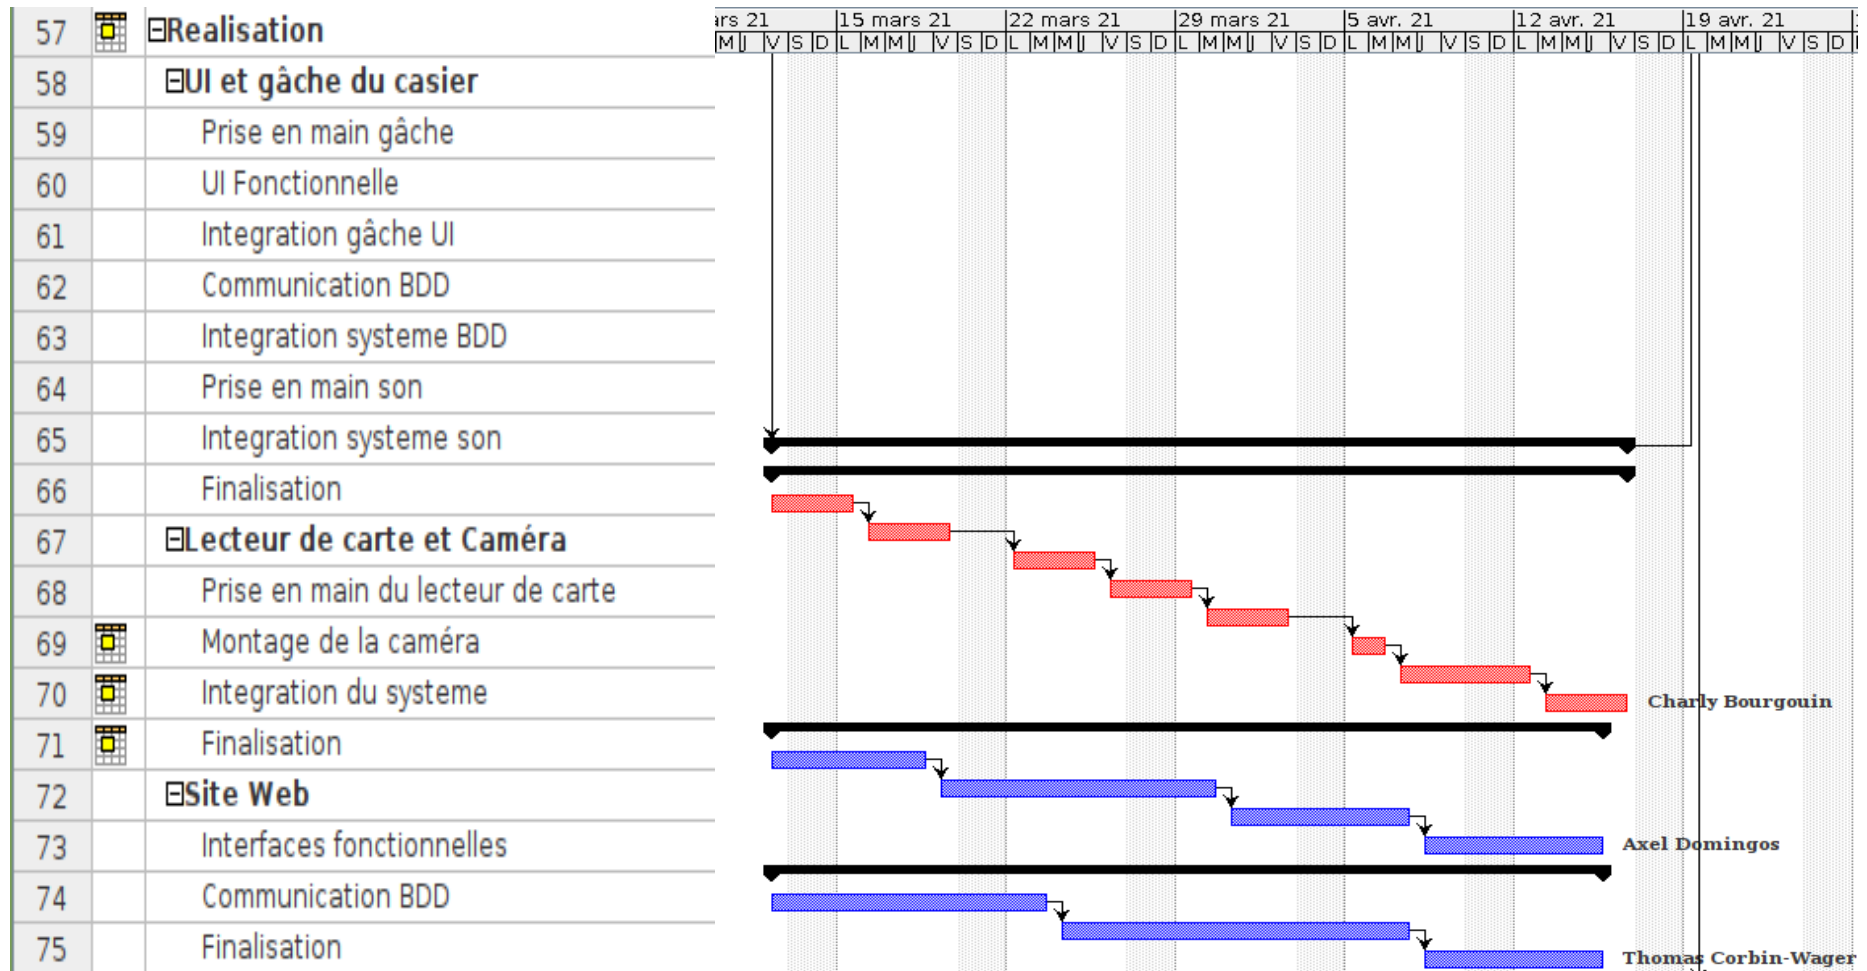 57 Realisation
58 UI et gâche du casier
59 Prise en main gâche
60 UI Fonctionnelle
61 Integration gâche UI
62 Communication BDD
63 Integration systeme BDD
64 Prise en main son
65 Integration systeme son
66 Finalisation
67 Lecteur de carte et Caméra
68 Prise en main du lecteur de carte
69 Montage de la caméra
70 Integration du systeme
71 Finalisation
72 Site Web
73 Interfaces fonctionnelles
74 Communication BDD
75 Finalisation
ars 21 15 mars 21 22 mars 21 29 mars 21 5 avr. 21 12 avr. 21 19 avr. 21
M J V S D L M M J V S D L M M J V S D L M M J V S D L M M J V S D L M M J V S D L M M J V S D
Charly Bourgouin
Axel Domingos
Thomas Corbin-Wager